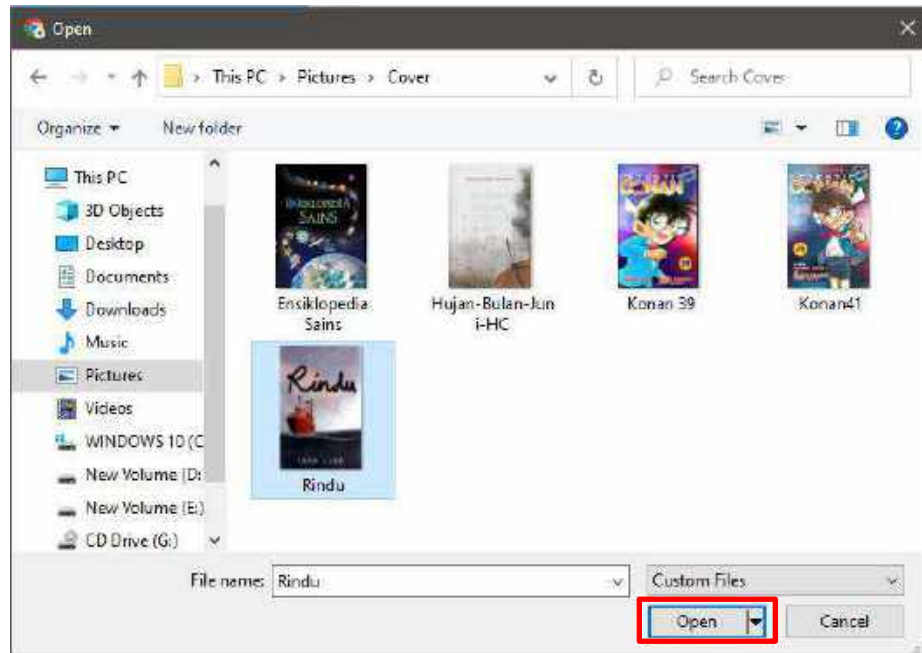 Open
This PC > Pictures > Cover
Search Cover
Organize
New folder
This PC
3D Objects
Desktop
Documents
Downloads
Music
Pictures
Videos
WINDOWS 10 (C
New Volume (D:
New Volume (E:)
CD Drive (G:)
ENSIKLOPEDIA
SAINS
Ensiklopedia
Sains
Hujan-Bulan-Jun
i-HC
CONAN
Konan 39
Konan41
Rindu
Rindu
File name: Rindu
Custom Files
Open
Cancel